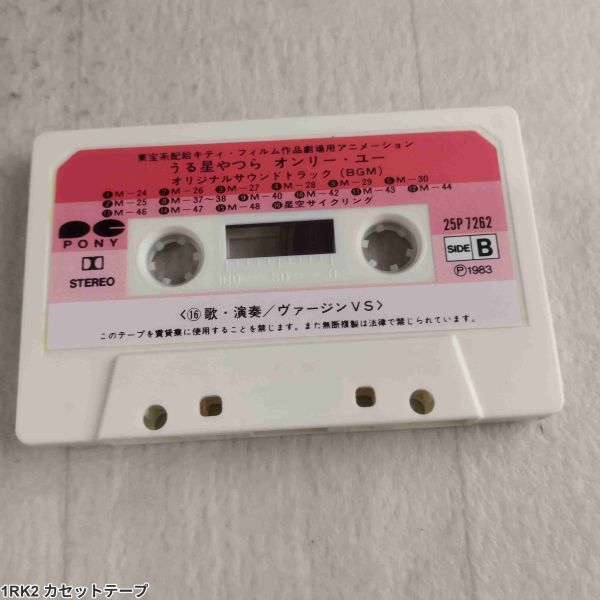 東宝系配給キティ・フィルム作品劇場用アニメーション
うる星やつら オンリー・ユー
オリジナルサウンドトラック（BGM）
①M－24 ②M－26 ③M－27 ④M－28 ⑤M－29 ⑥M－30
⑦M－25 ⑧M－37～38 ⑨M－40 ⑩M－42 ⑪M－43 ⑫M－44
⑬M－46 ⑭M－47 ⑮M－48 ⑯星空サイクリング
PONY
25P7262
SIDE B
STEREO
Ⓟ1983
100 50 0
〈⑯歌・演奏／ヴァージンVS〉
このテープを賃貸業に使用することを禁じます。また無断複製は法律で禁じられています。
1RK2 カセットテープ